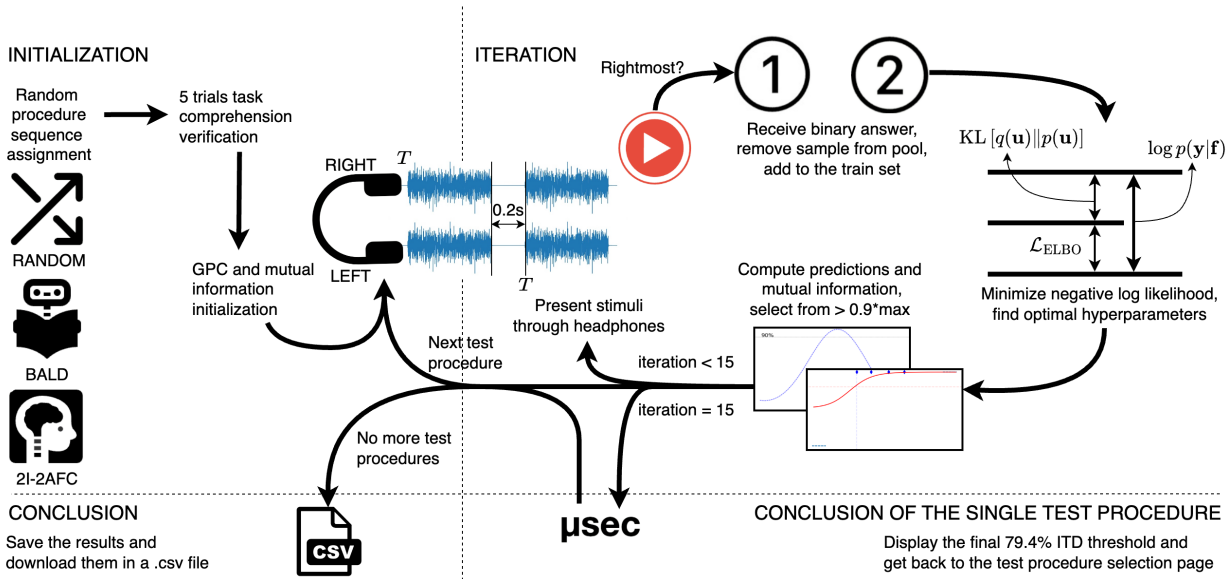 INITIALIZATION
Random
procedure
sequence
assignment
5 trials task
comprehension
verification
RANDOM
BALD
2I-2AFC
GPC and mutual
information
initialization
ITERATION
RIGHT
T
0.2s
LEFT
T
Rightmost?
1
2
Receive binary answer,
remove sample from pool,
add to the train set
KL [q(𝐮)∥p(𝐮)]
log p(𝐲|𝐟)
ℒELBO
Minimize negative log likelihood,
find optimal hyperparameters
Compute predictions and
mutual information,
select from > 0.9*max
90%
Present stimuli
through headphones
iteration < 15
iteration = 15
Next test
procedure
No more test
procedures
CONCLUSION
Save the results and
download them in a .csv file
CSV
μsec
CONCLUSION OF THE SINGLE TEST PROCEDURE
Display the final 79.4% ITD threshold and
get back to the test procedure selection page